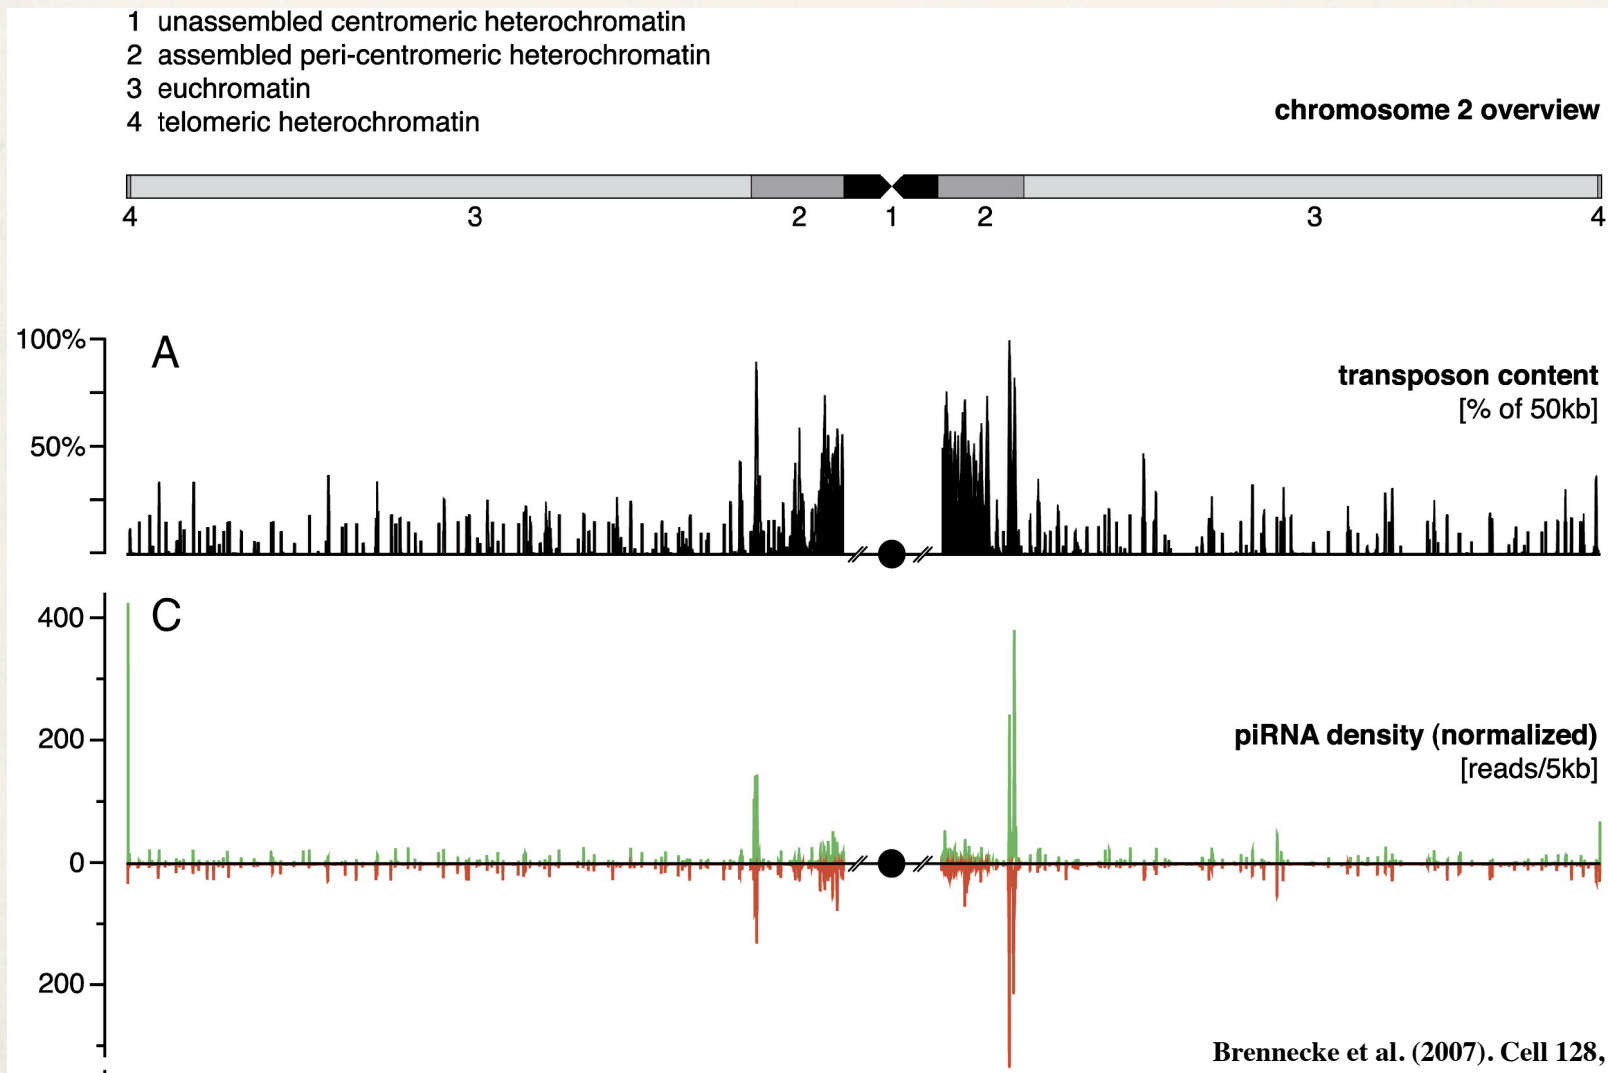 1 unassembled centromeric heterochromatin
2 assembled peri-centromeric heterochromatin
3 euchromatin
4 telomeric heterochromatin
chromosome 2 overview
4 3 2 1 2 3 4
100%
A
transposon content
[% of 50kb]
50%
C
400
200
piRNA density (normalized)
[reads/5kb]
0
200
Brennecke et al. (2007). Cell 128,